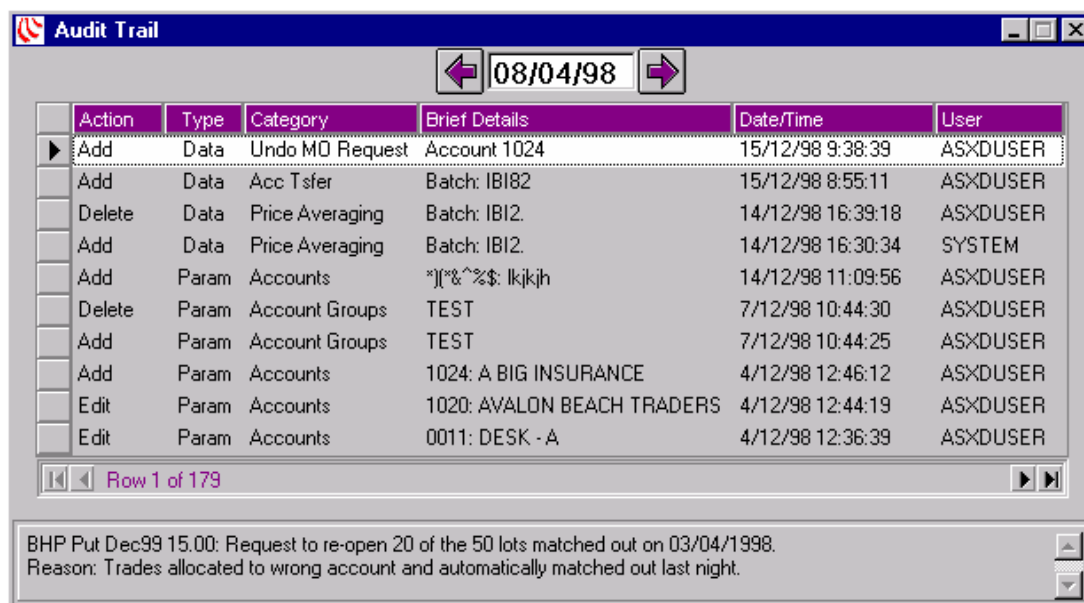 Audit Trail
08/04/98
Action Type Category Brief Details Date/Time User
Add Data Undo MO Request Account 1024 15/12/98 9:38:39 ASXDUSER
Add Data Acc Tsfer Batch: IBI82 15/12/98 8:55:11 ASXDUSER
Delete Data Price Averaging Batch: IBI2. 14/12/98 16:39:18 ASXDUSER
Add Data Price Averaging Batch: IBI2. 14/12/98 16:30:34 SYSTEM
Add Param Accounts *)(*&^%$: lkjkjh 14/12/98 11:09:56 ASXDUSER
Delete Param Account Groups TEST 7/12/98 10:44:30 ASXDUSER
Add Param Account Groups TEST 7/12/98 10:44:25 ASXDUSER
Add Param Accounts 1024: A BIG INSURANCE 4/12/98 12:46:12 ASXDUSER
Edit Param Accounts 1020: AVALON BEACH TRADERS 4/12/98 12:44:19 ASXDUSER
Edit Param Accounts 0011: DESK - A 4/12/98 12:36:39 ASXDUSER
Row 1 of 179
BHP Put Dec99 15.00: Request to re-open 20 of the 50 lots matched out on 03/04/1998.
Reason: Trades allocated to wrong account and automatically matched out last night.